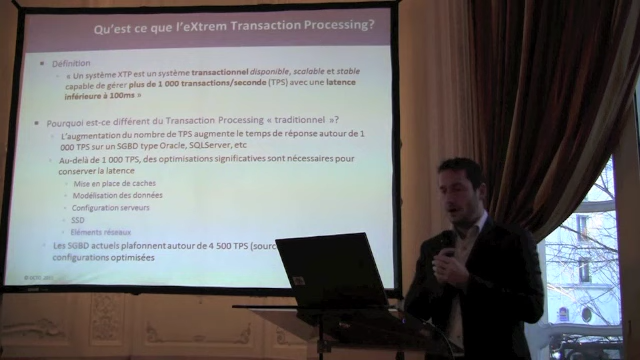 Qu'est ce que l'eXtrem Transaction Processing?
Définition
« Un système XTP est un système transactionnel disponible, scalable et stable
capable de gérer plus de 1 000 transactions/seconde (TPS) avec une latence
inférieure à 100ms »
Pourquoi est-ce différent du Transaction Processing « traditionnel »?
L'augmentation du nombre de TPS augmente le temps de réponse autour de 1
000 TPS sur un SGBD type Oracle, SQLServer, etc
Au-delà de 1 000 TPS, des optimisations significatives sont nécessaires pour
conserver la latence
Mise en place de caches
Modélisation des données
Configuration serveurs
SSD
Eléments réseaux
Les SGBD actuels plafonnent autour de 4 500 TPS (sourc
configurations optimisées